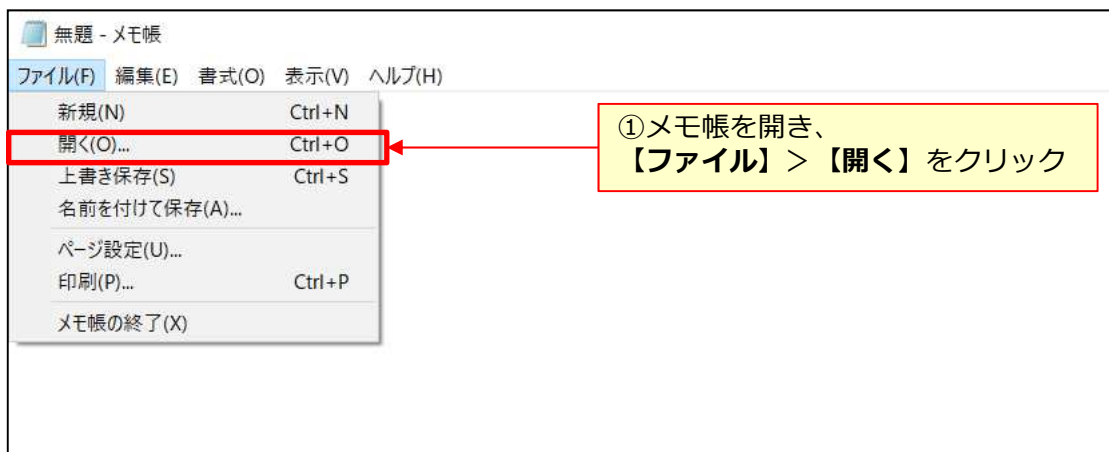 無題 - メモ帳
ファイル(F) 編集(E) 書式(O) 表示(V) ヘルプ(H)
新規(N) Ctrl+N
開く(O)... Ctrl+O
上書き保存(S) Ctrl+S
名前を付けて保存(A)...
ページ設定(U)...
印刷(P)... Ctrl+P
メモ帳の終了(X)
①メモ帳を開き、
【ファイル】＞【開く】をクリック